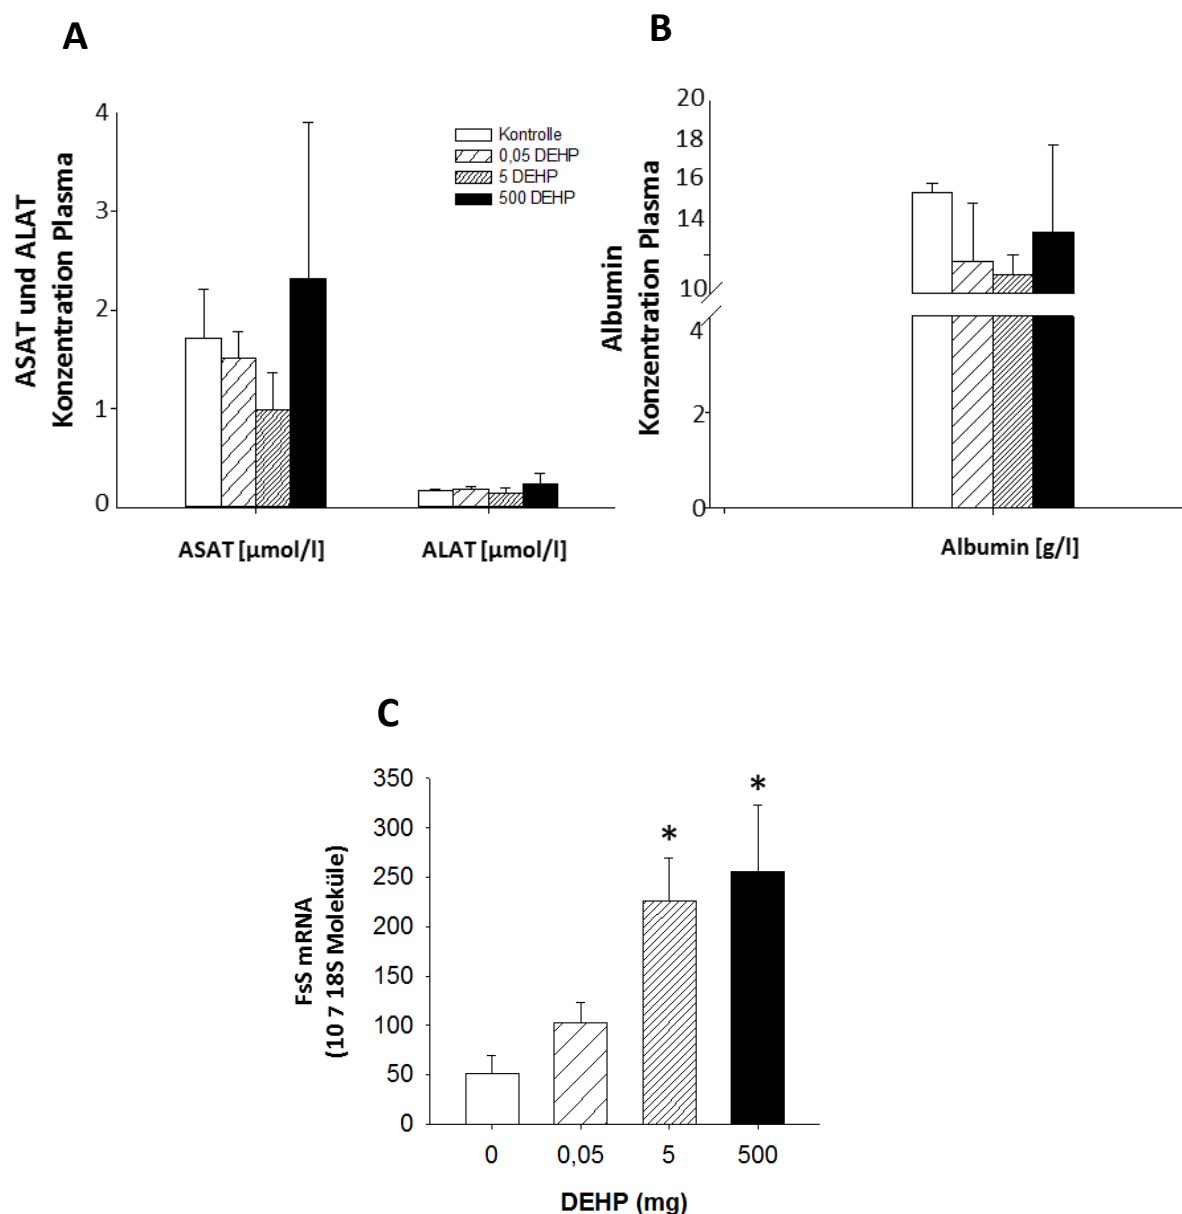 A
ASAT und ALAT
Konzentration Plasma
4
3
2
1
0
Kontrolle
0,05 DEHP
5 DEHP
500 DEHP
ASAT [µmol/l]
ALAT [µmol/l]
B
Albumin
Konzentration Plasma
20
18
16
14
10
4
2
0
Albumin [g/l]
C
FsS mRNA
(10 7 18S Moleküle)
350
300
250
200
150
100
50
0
*
*
0
0,05
5
500
DEHP (mg)